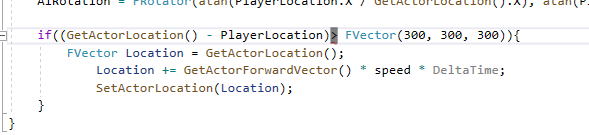 AIRotation = FRotator(atan(PlayerLocation.X / GetActorLocation().X), atan(P
if((GetActorLocation() - PlayerLocation)> FVector(300, 300, 300)){
FVector Location = GetActorLocation();
Location += GetActorForwardVector() * speed * DeltaTime;
SetActorLocation(Location);
}
}